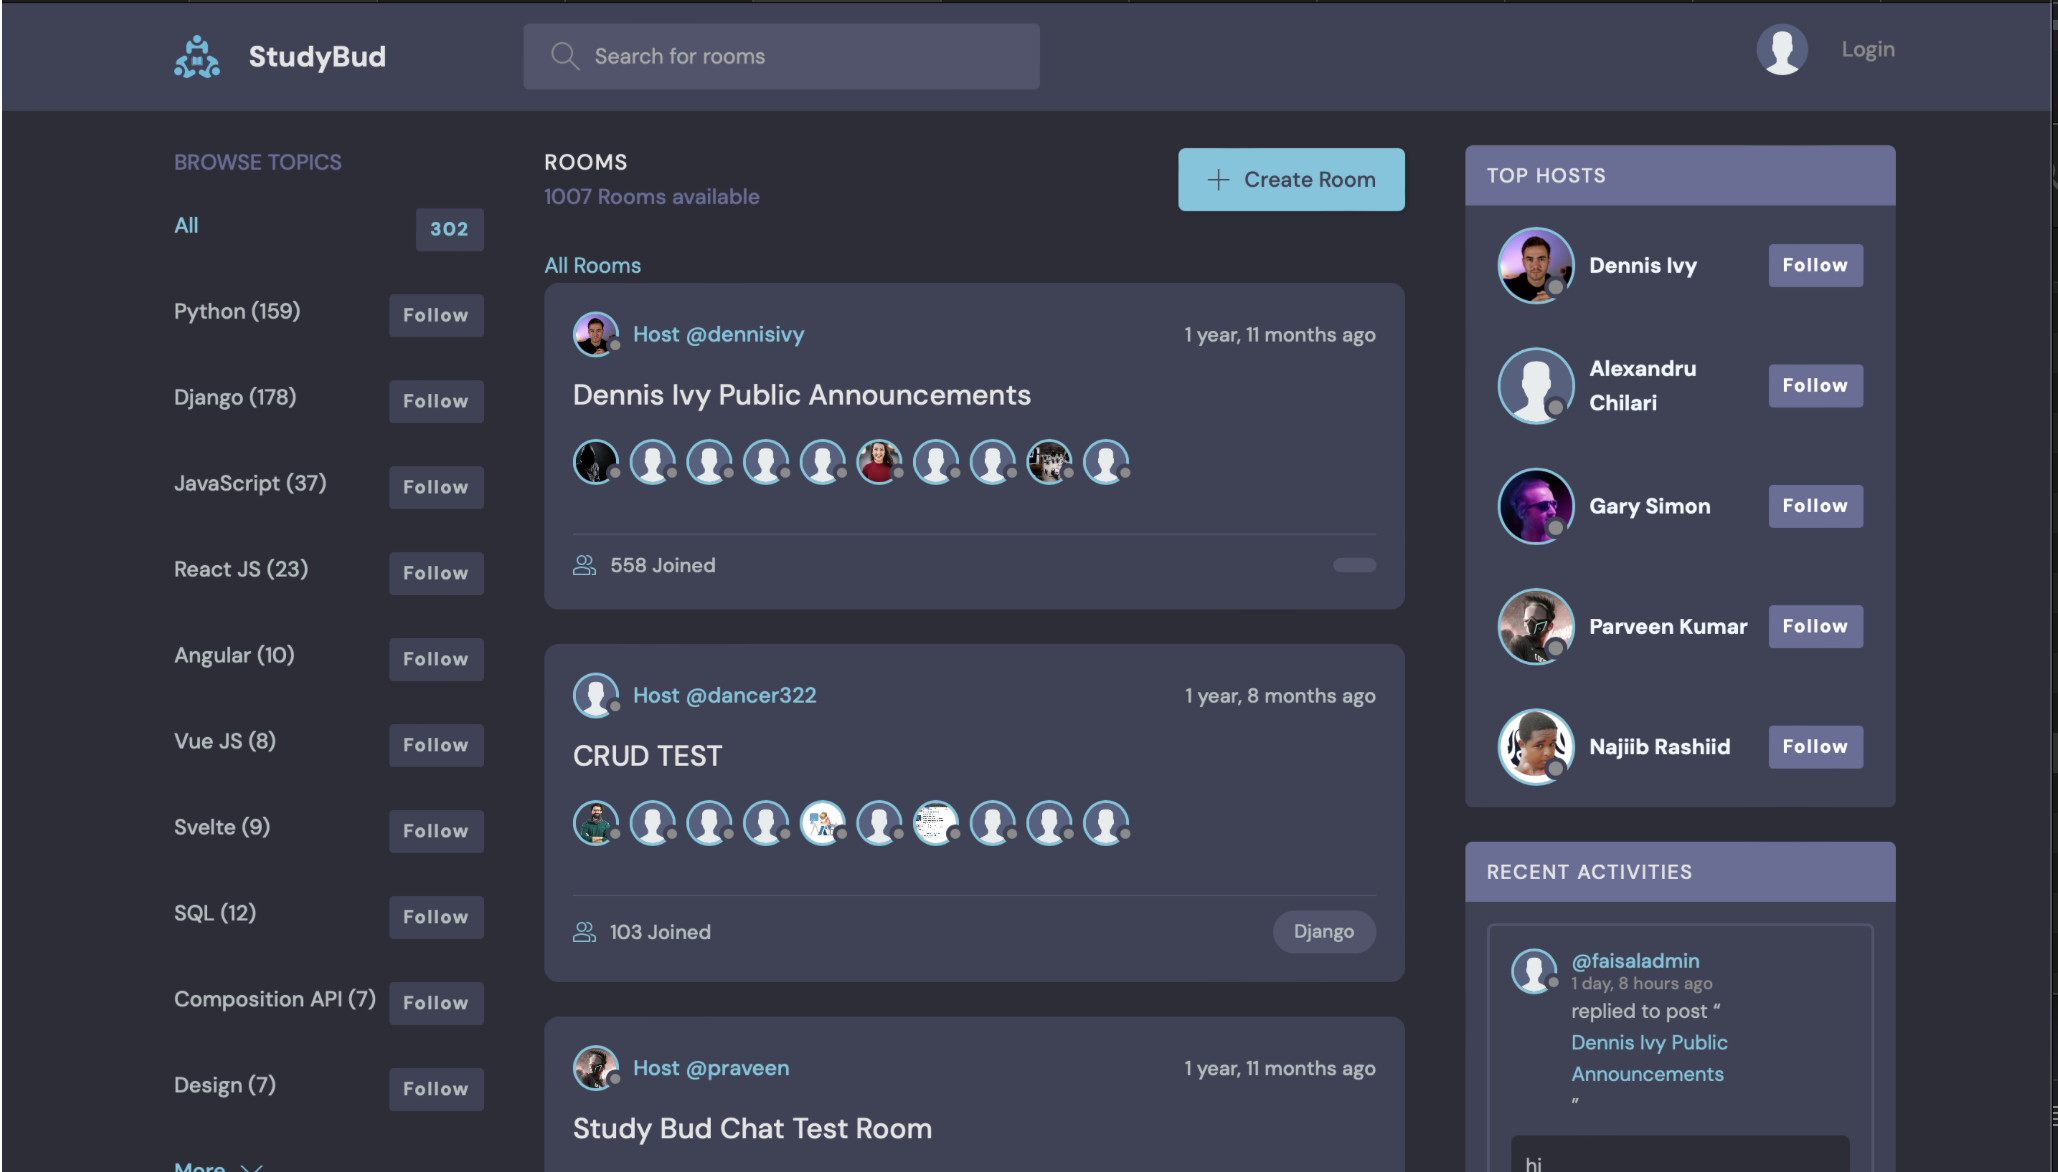 StudyBud
Search for rooms
Login
BROWSE TOPICS
All
302
Python (159)
Follow
Django (178)
Follow
JavaScript (37)
Follow
React JS (23)
Follow
Angular (10)
Follow
Vue JS (8)
Follow
Svelte (9)
Follow
SQL (12)
Follow
Composition API (7)
Follow
Design (7)
Follow
More
ROOMS
1007 Rooms available
Create Room
All Rooms
Host @dennisivy
1 year, 11 months ago
Dennis Ivy Public Announcements
558 Joined
Host @dancer322
1 year, 8 months ago
CRUD TEST
103 Joined
Django
Host @praveen
1 year, 11 months ago
Study Bud Chat Test Room
TOP HOSTS
Dennis Ivy
Follow
Alexandru
Chilari
Follow
Gary Simon
Follow
Parveen Kumar
Follow
Najiib Rashiid
Follow
RECENT ACTIVITIES
@faisaladmin
1 day, 8 hours ago
replied to post “
Dennis Ivy Public
Announcements
”
hi